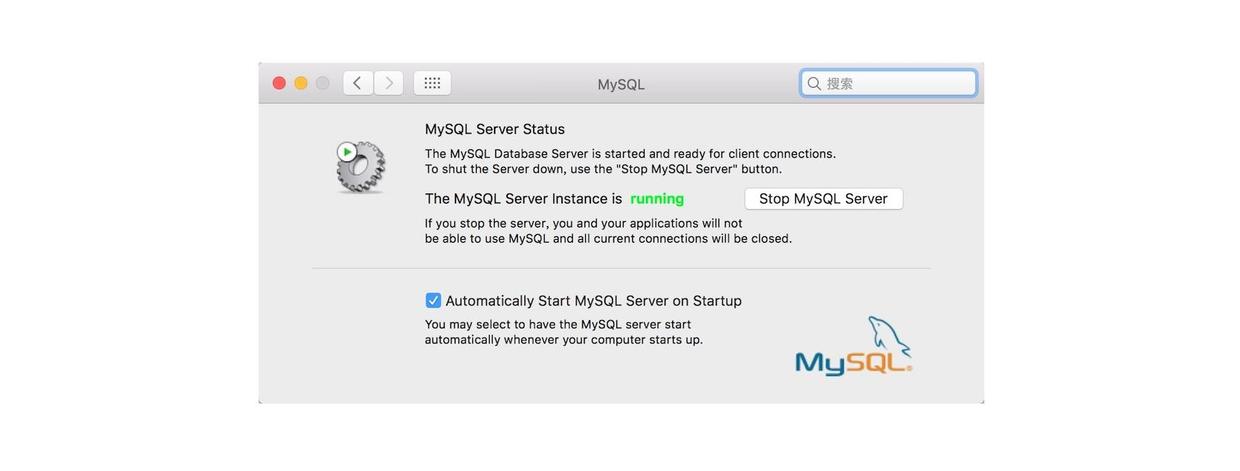 MySQL
搜索
MySQL Server Status
The MySQL Database Server is started and ready for client connections.
To shut the Server down, use the "Stop MySQL Server" button.
The MySQL Server Instance is running
Stop MySQL Server
If you stop the server, you and your applications will not
be able to use MySQL and all current connections will be closed.
Automatically Start MySQL Server on Startup
You may select to have the MySQL server start
automatically whenever your computer starts up.
MySQL®